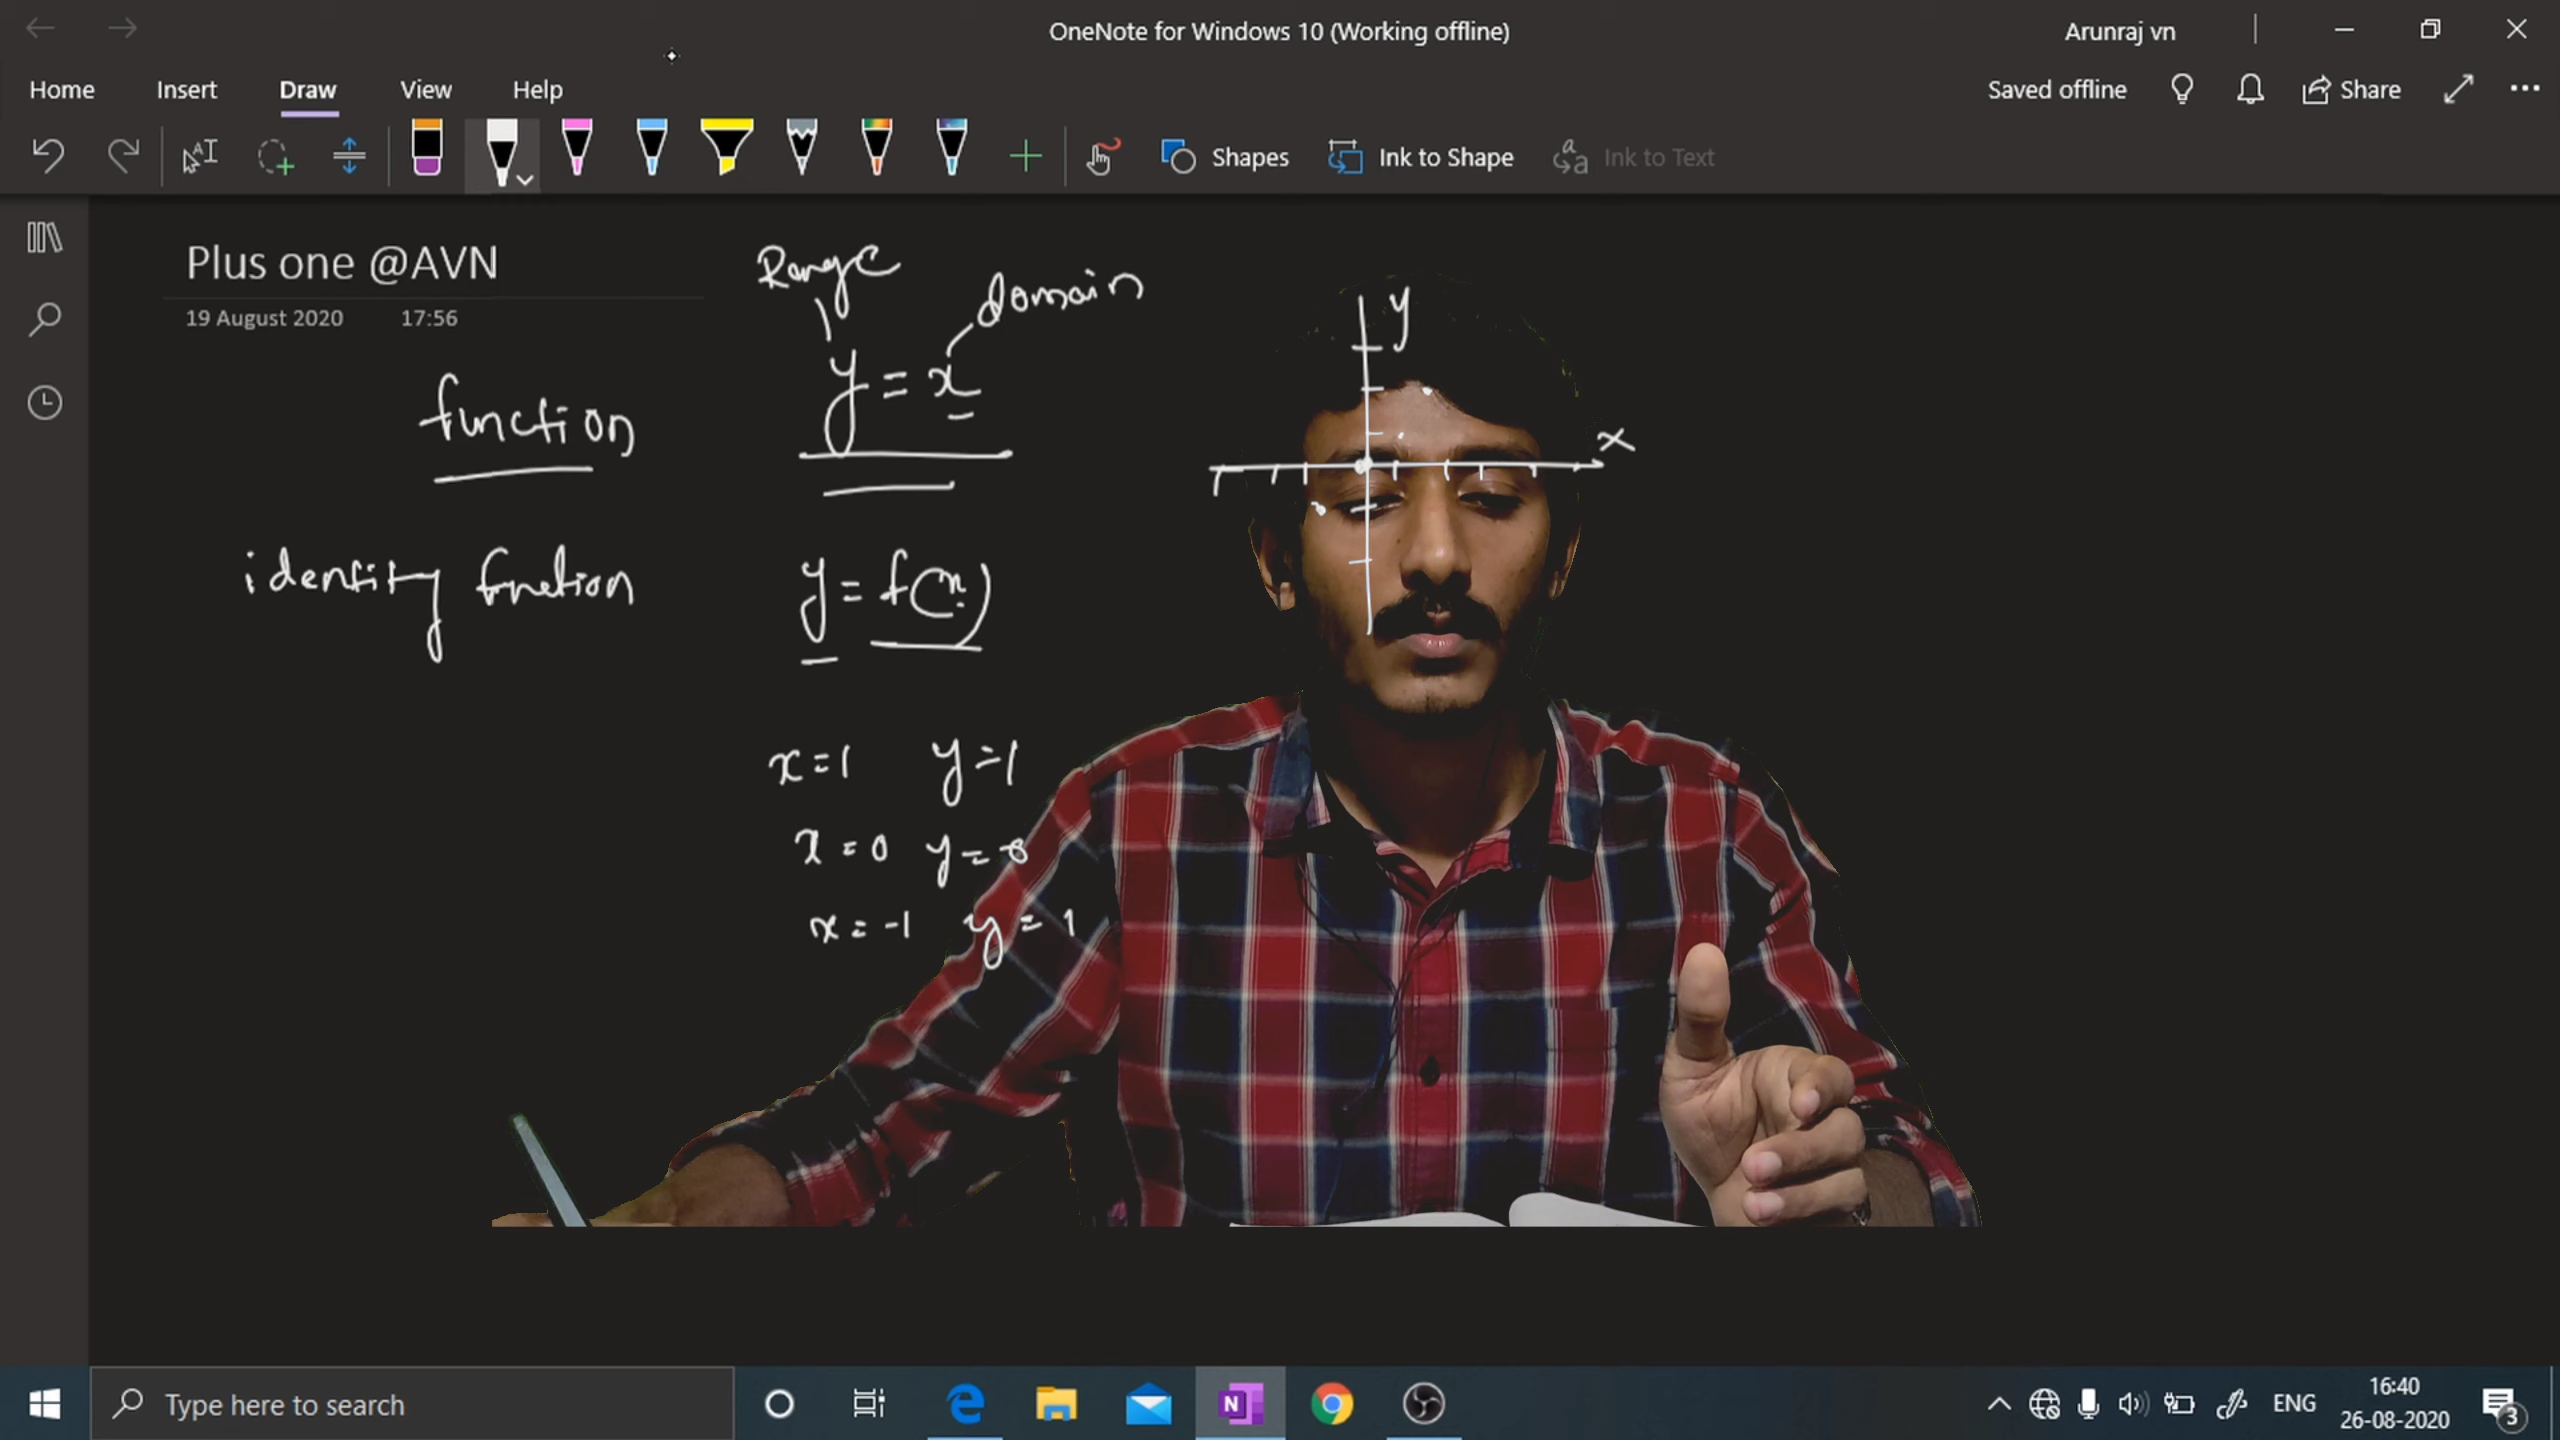 OneNote for Windows 10 (Working offline)
Arunraj vn
Home Insert Draw View Help
Saved offline Share
Shapes Ink to Shape Ink to Text
Plus one @AVN
19 August 2020 17:56
Range
domain
y = x
function
identity function
y = f(x)
x = 1 y = 1
x = 0 y = 0
x = -1 y = 1
y
x
Type here to search
ENG
16:40
26-08-2020
3